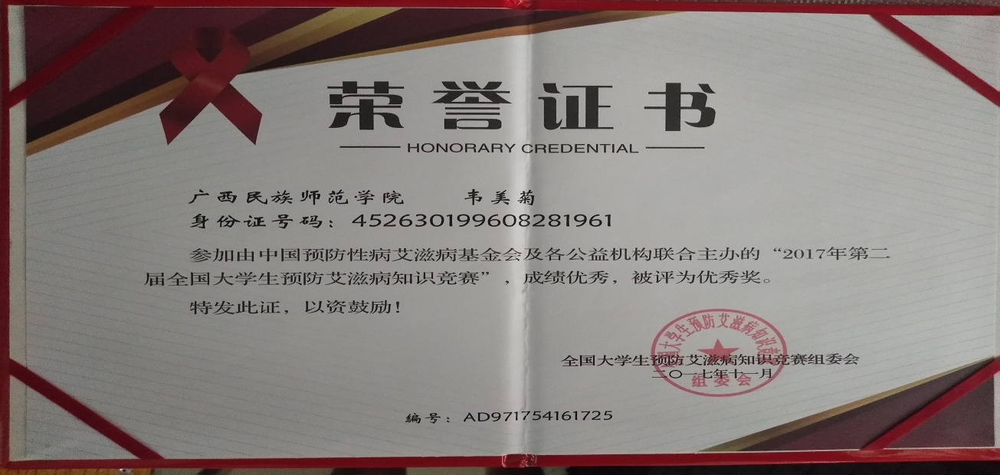 荣誉证书
HONORARY CREDENTIAL
广西民族师范学院 韦美菊
身份证号码：452630199608281961
参加由中国预防性病艾滋病基金会及各公益机构联合主办的“2017年第二
届全国大学生预防艾滋病知识竞赛”，成绩优秀，被评为优秀奖。
特发此证，以资鼓励！
全国大学生预防艾滋病知识竞赛
全国大学生预防艾滋病知识竞赛组委会
二〇一七年十一月
组委会
编号：AD971754161725